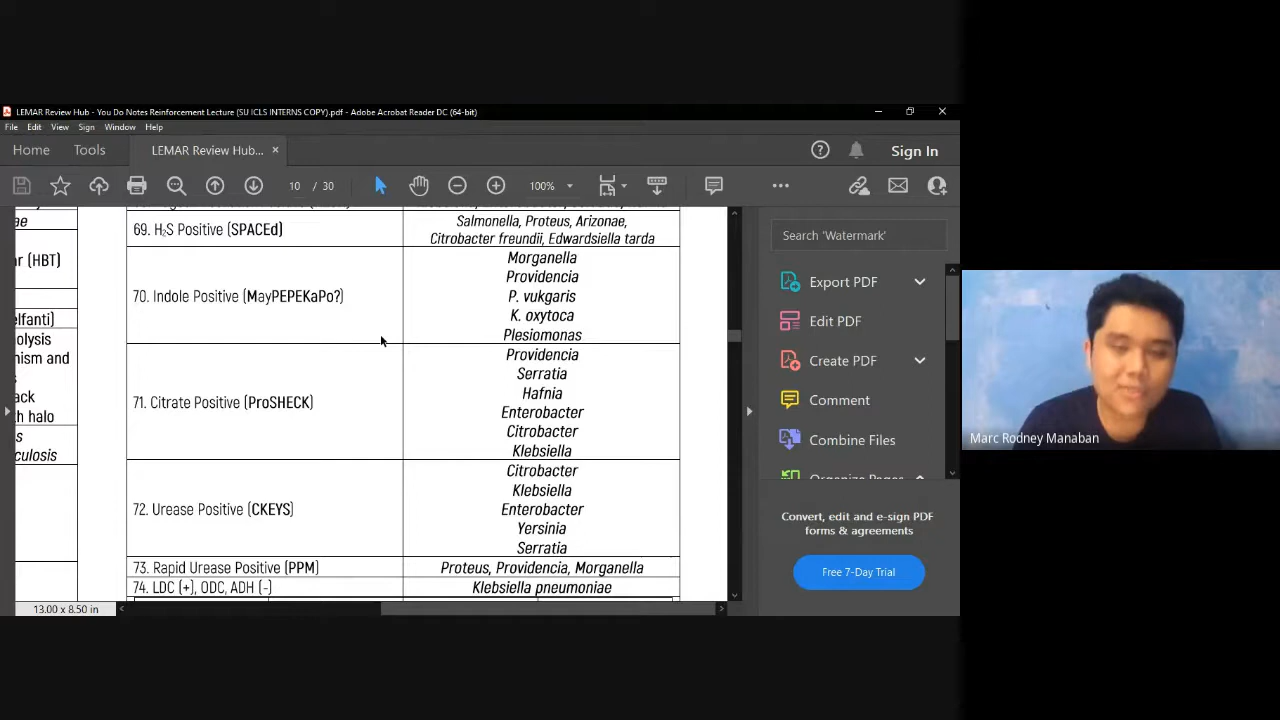 LEMAR Review Hub - You Do Notes Reinforcement Lecture (SU ICLS INTERNS COPY).pdf - Adobe Acrobat Reader DC (64-bit)
File Edit View Sign Window Help
Home Tools LEMAR Review Hub... × Sign In
10 / 30 100%
ae
ar (HBT)
elfanti)
olysis
nism and
s
ack
th halo
s
culosis
69. H₂S Positive (SPACEd)
Salmonella, Proteus, Arizonae,
Citrobacter freundii, Edwardsiella tarda
70. Indole Positive (MayPEPEKaPo?)
Morganella
Providencia
P. vukgaris
K. oxytoca
Plesiomonas
71. Citrate Positive (ProSHECK)
Providencia
Serratia
Hafnia
Enterobacter
Citrobacter
Klebsiella
72. Urease Positive (CKEYS)
Citrobacter
Klebsiella
Enterobacter
Yersinia
Serratia
73. Rapid Urease Positive (PPM)
Proteus, Providencia, Morganella
74. LDC (+), ODC, ADH (-)
Klebsiella pneumoniae
13.00 x 8.50 in
Search 'Watermark'
Export PDF
Edit PDF
Create PDF
Comment
Combine Files
Organize Pages
Convert, edit and e-sign PDF
forms & agreements
Free 7-Day Trial
Marc Rodney Manaban